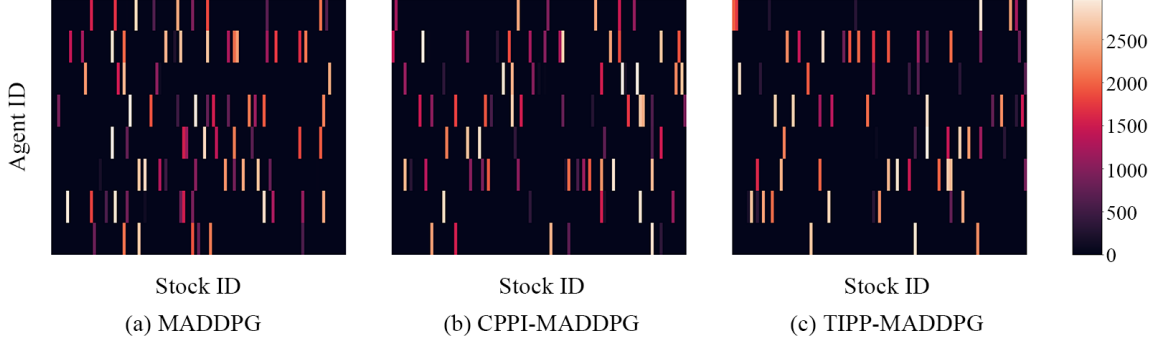 Agent ID
2500
2000
1500
1000
500
0
Stock ID Stock ID Stock ID
(a) MADDPG (b) CPPI-MADDPG (c) TIPP-MADDPG